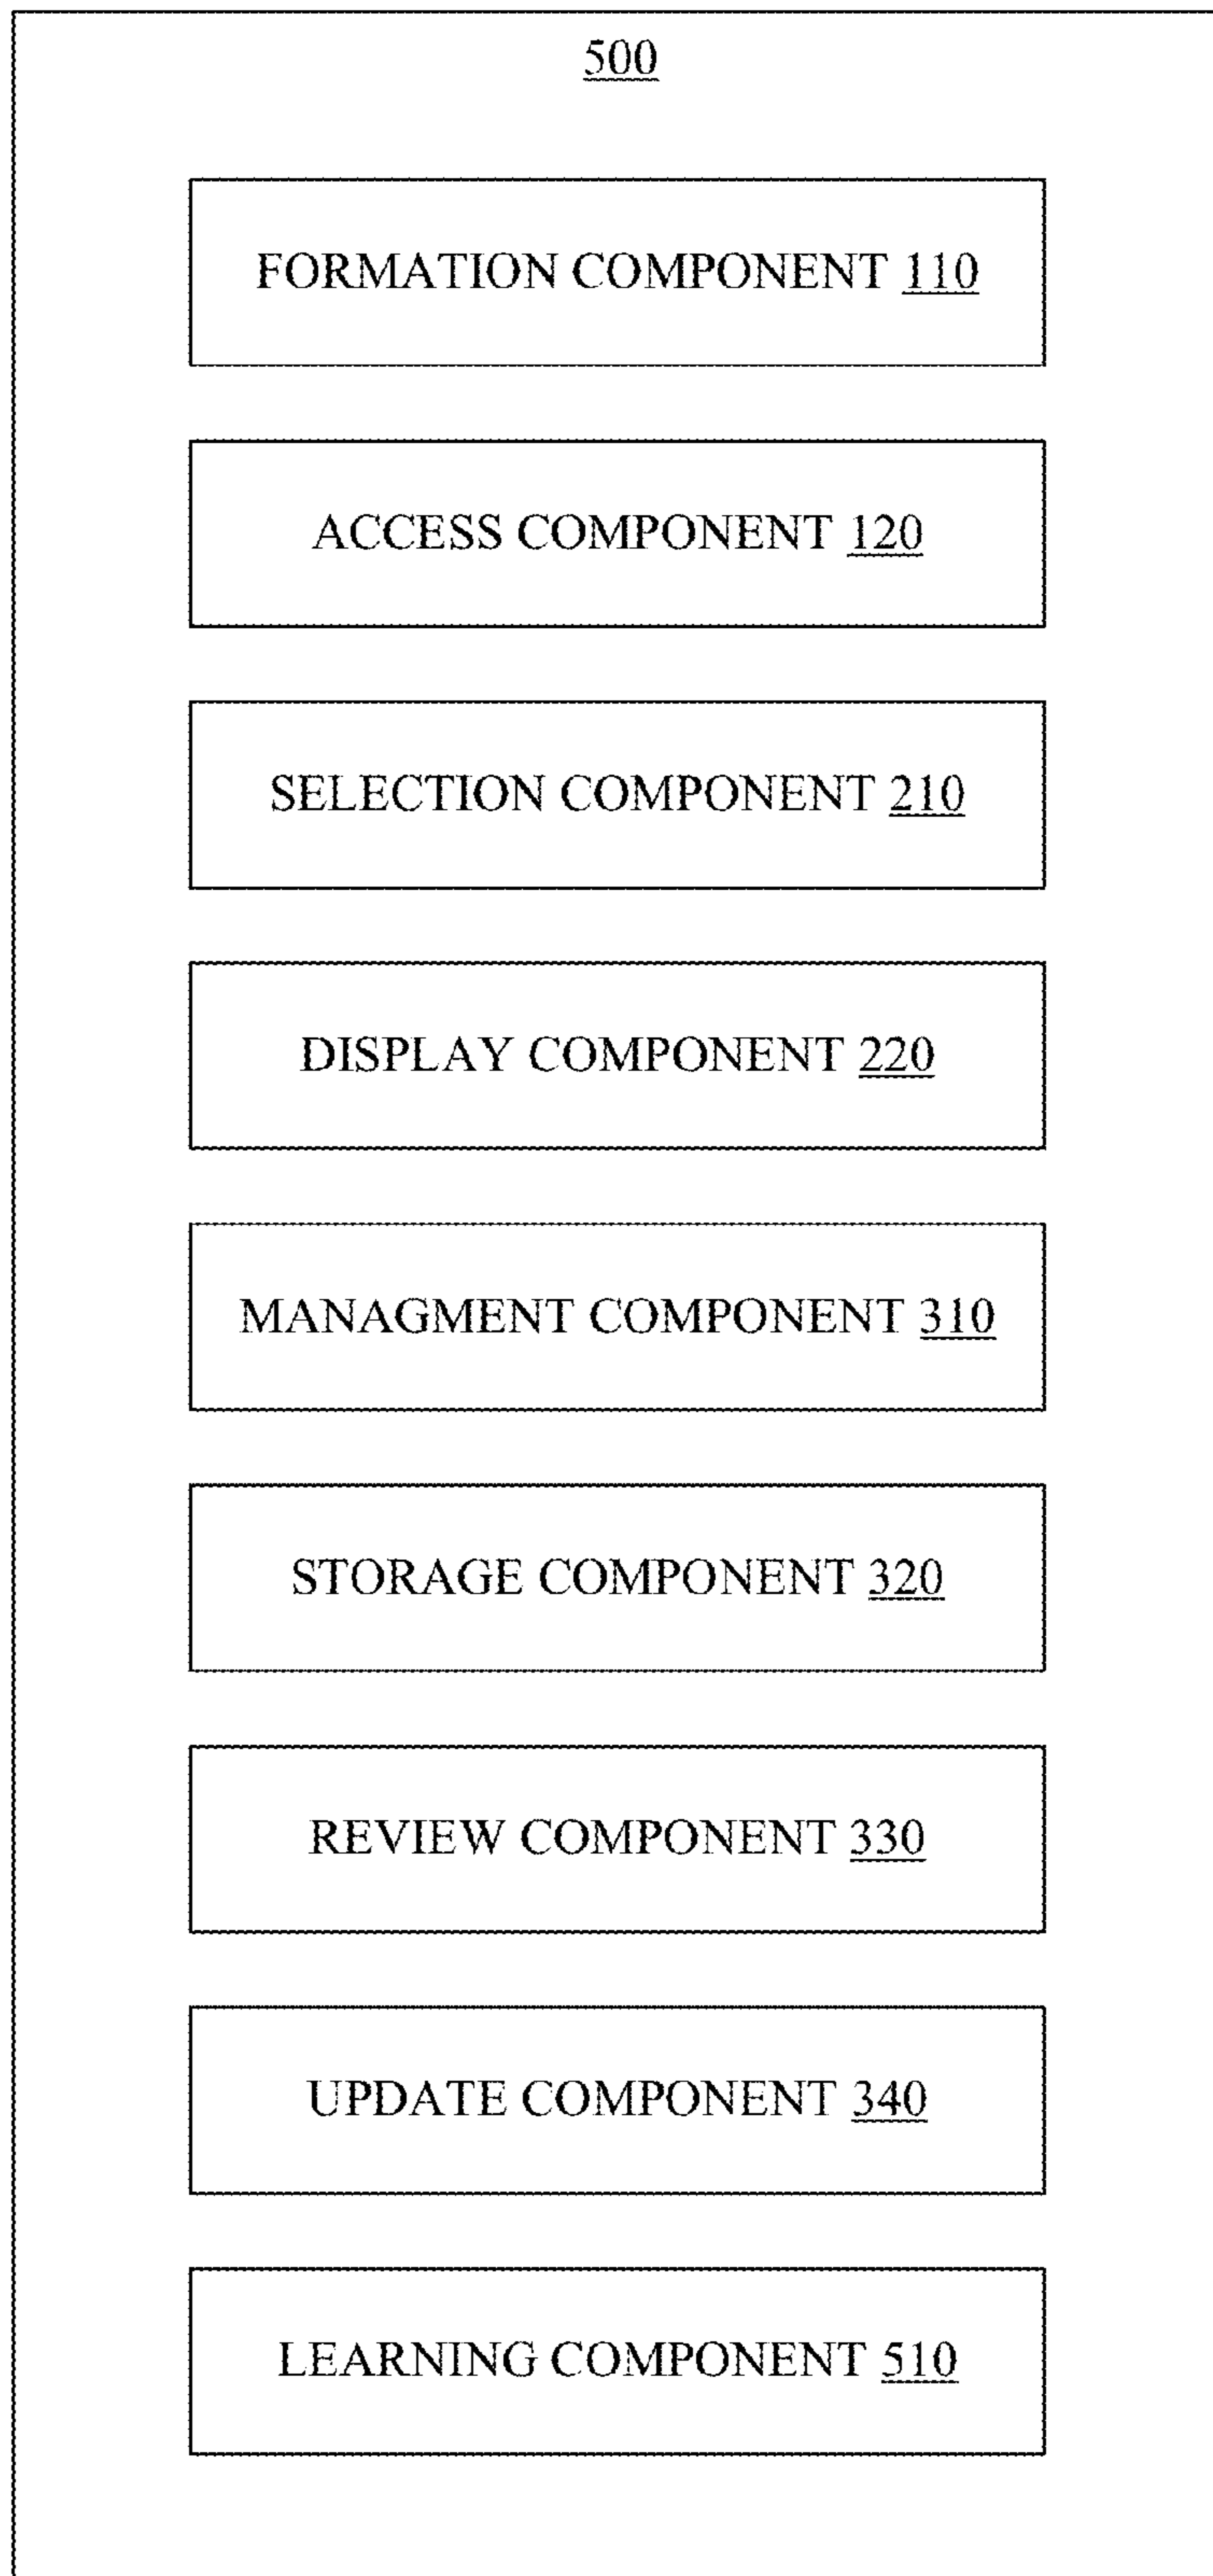 500
FORMATION COMPONENT 110
ACCESS COMPONENT 120
SELECTION COMPONENT 210
DISPLAY COMPONENT 220
MANAGMENT COMPONENT 310
STORAGE COMPONENT 320
REVIEW COMPONENT 330
UPDATE COMPONENT 340
LEARNING COMPONENT 510